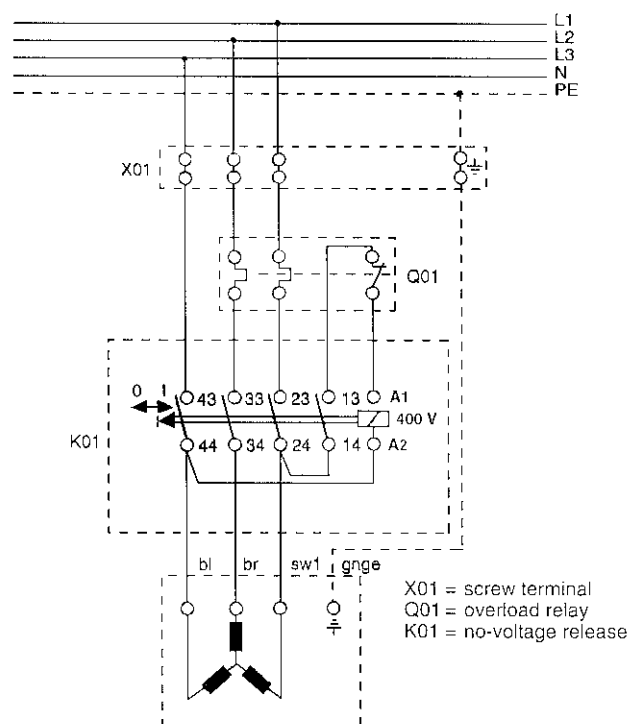 L1
L2
L3
N
PE
X01
Q01
0 1 43 33 23 13 A1
400 V
K01
44 34 24 14 A2
bl br sw1 gnge
X01 = screw terminal
Q01 = overload relay
K01 = no-voltage release